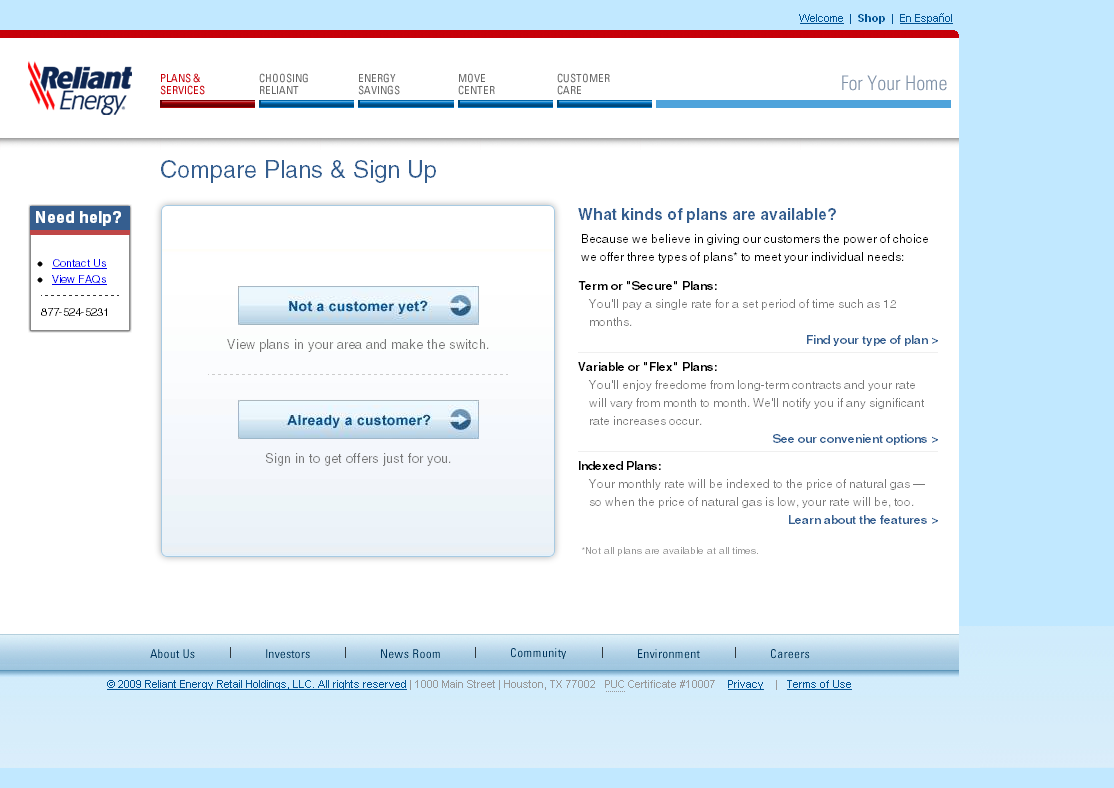 Welcome | Shop | En Español
Reliant
Energy®
PLANS &
SERVICES
CHOOSING
RELIANT
ENERGY
SAVINGS
MOVE
CENTER
CUSTOMER
CARE
For Your Home
Compare Plans & Sign Up
Need help?
Contact Us
View FAQs
877-524-5231
Not a customer yet?
View plans in your area and make the switch.
Already a customer?
Sign in to get offers just for you.
What kinds of plans are available?
Because we believe in giving our customers the power of choice
we offer three types of plans* to meet your individual needs:
Term or "Secure" Plans:
You'll pay a single rate for a set period of time such as 12
months.
Find your type of plan >
Variable or "Flex" Plans:
You'll enjoy freedome from long-term contracts and your rate
will vary from month to month. We'll notify you if any significant
rate increases occur.
See our convenient options >
Indexed Plans:
Your monthly rate will be indexed to the price of natural gas —
so when the price of natural gas is low, your rate will be, too.
Learn about the features >
*Not all plans are available at all times.
About Us | Investors | News Room | Community | Environment | Careers
© 2009 Reliant Energy Retail Holdings, LLC. All rights reserved | 1000 Main Street | Houston, TX 77002 PUC Certificate #10007 Privacy | Terms of Use